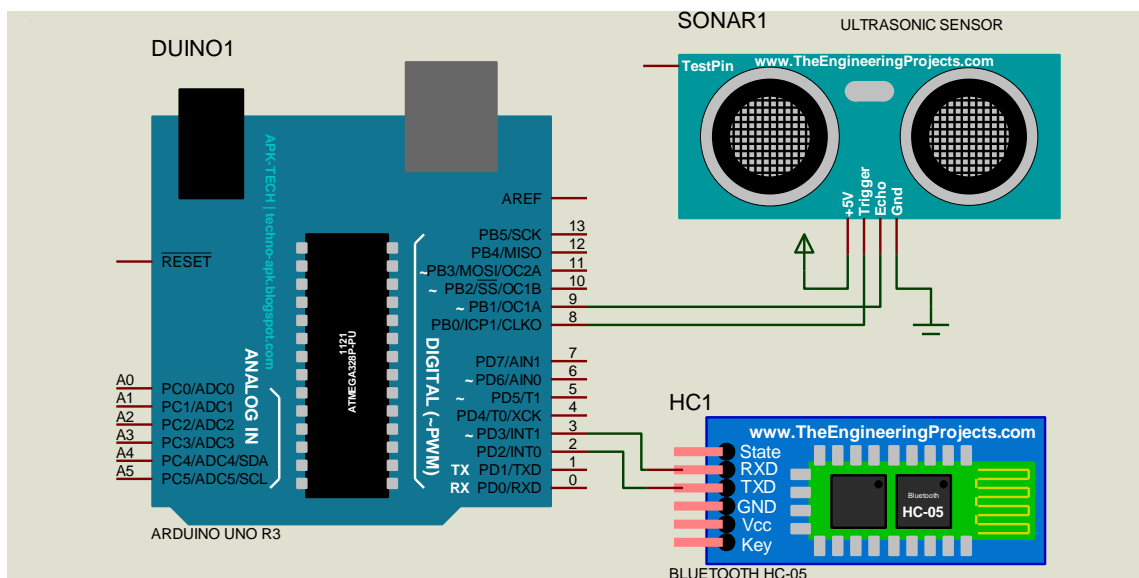 SONAR1
ULTRASONIC SENSOR
DUINO1
www.TheEngineeringProjects.com
TestPin
+5V
Trigger
Echo
Gnd
APK-TECH | techno-apk.blogspot.com
AREF
RESET
PB5/SCK 13
PB4/MISO 12
~PB3/MOSI/OC2A 11
~ PB2/SS/OC1B 10
~ PB1/OC1A 9
PB0/ICP1/CLKO 8
1121
ATMEGA328P-PU
DIGITAL (~PWM)
ANALOG IN
PD7/AIN1 7
~ PD6/AIN0 6
~ PD5/T1 5
PD4/T0/XCK 4
~ PD3/INT1 3
PD2/INT0 2
TX PD1/TXD 1
RX PD0/RXD 0
A0 PC0/ADC0
A1 PC1/ADC1
A2 PC2/ADC2
A3 PC3/ADC3
A4 PC4/ADC4/SDA
A5 PC5/ADC5/SCL
ARDUINO UNO R3
HC1
www.TheEngineeringProjects.com
State
RXD
TXD
GND
Vcc
Key
Bluetooth
HC-05
BLUETOOTH HC-05